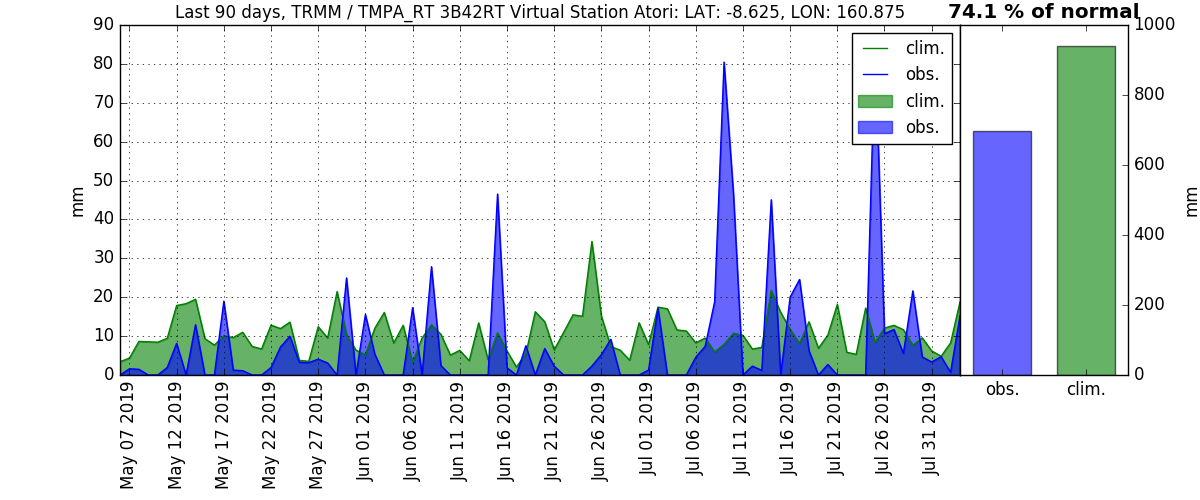 Last 90 days, TRMM / TMPA_RT 3B42RT Virtual Station Atori: LAT: -8.625, LON: 160.875
74.1 % of normal
90
80
70
60
50
40
30
20
10
0
mm
clim.
obs.
clim.
obs.
1000
800
600
400
200
0
mm
May 07 2019
May 12 2019
May 17 2019
May 22 2019
May 27 2019
Jun 01 2019
Jun 06 2019
Jun 11 2019
Jun 16 2019
Jun 21 2019
Jun 26 2019
Jul 01 2019
Jul 06 2019
Jul 11 2019
Jul 16 2019
Jul 21 2019
Jul 26 2019
Jul 31 2019
obs.
clim.